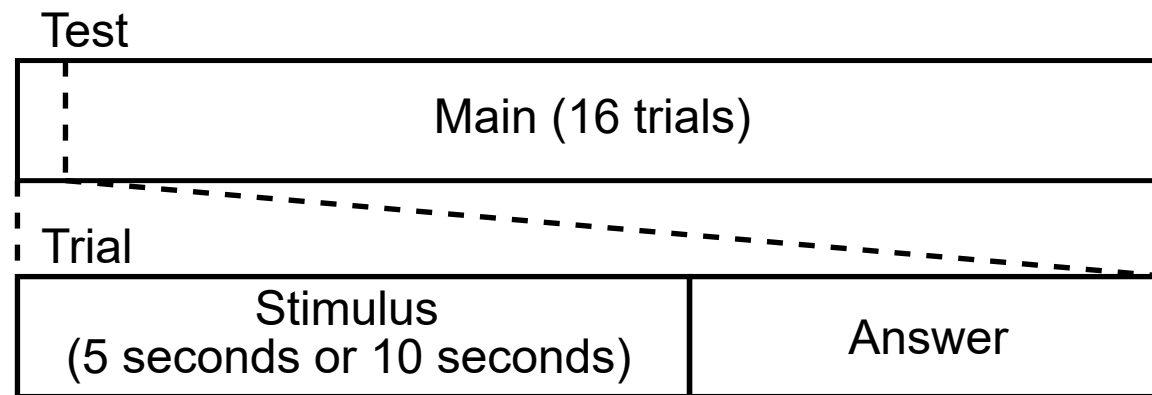 Test
Main (16 trials)
Trial
Stimulus
(5 seconds or 10 seconds)
Answer